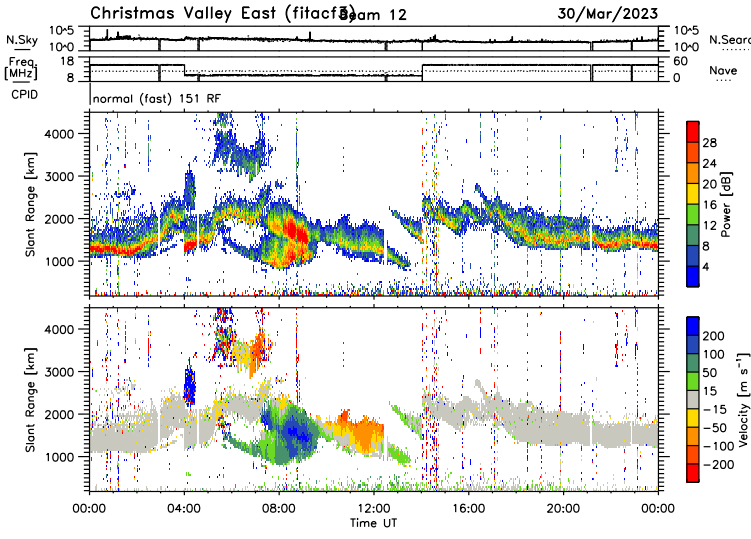 Christmas Valley East (fitacf3) Beam 12 30/Mar/2023
N.Sky 10^5 10^5 N.Sear
10^0 10^0
Freq. 18 60
[MHz] 8 0 Nave
CPID normal (fast) 151 RF
Slant Range [km]
4000
3000
2000
1000
Power [dB]
28
24
20
16
12
8
4
Slant Range [km]
4000
3000
2000
1000
Velocity [m s⁻¹]
200
100
50
15
-15
-50
-100
-200
00:00 04:00 08:00 12:00 16:00 20:00 00:00
Time UT